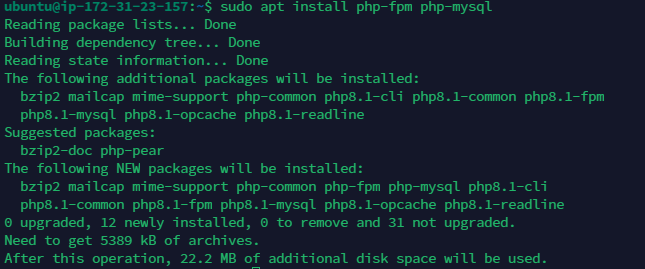 ubuntu@ip-172-31-23-157:~$ sudo apt install php-fpm php-mysql
Reading package lists... Done
Building dependency tree... Done
Reading state information... Done
The following additional packages will be installed:
  bzip2 mailcap mime-support php-common php8.1-cli php8.1-common php8.1-fpm
  php8.1-mysql php8.1-opcache php8.1-readline
Suggested packages:
  bzip2-doc php-pear
The following NEW packages will be installed:
  bzip2 mailcap mime-support php-common php-fpm php-mysql php8.1-cli
  php8.1-common php8.1-fpm php8.1-mysql php8.1-opcache php8.1-readline
0 upgraded, 12 newly installed, 0 to remove and 31 not upgraded.
Need to get 5389 kB of archives.
After this operation, 22.2 MB of additional disk space will be used.